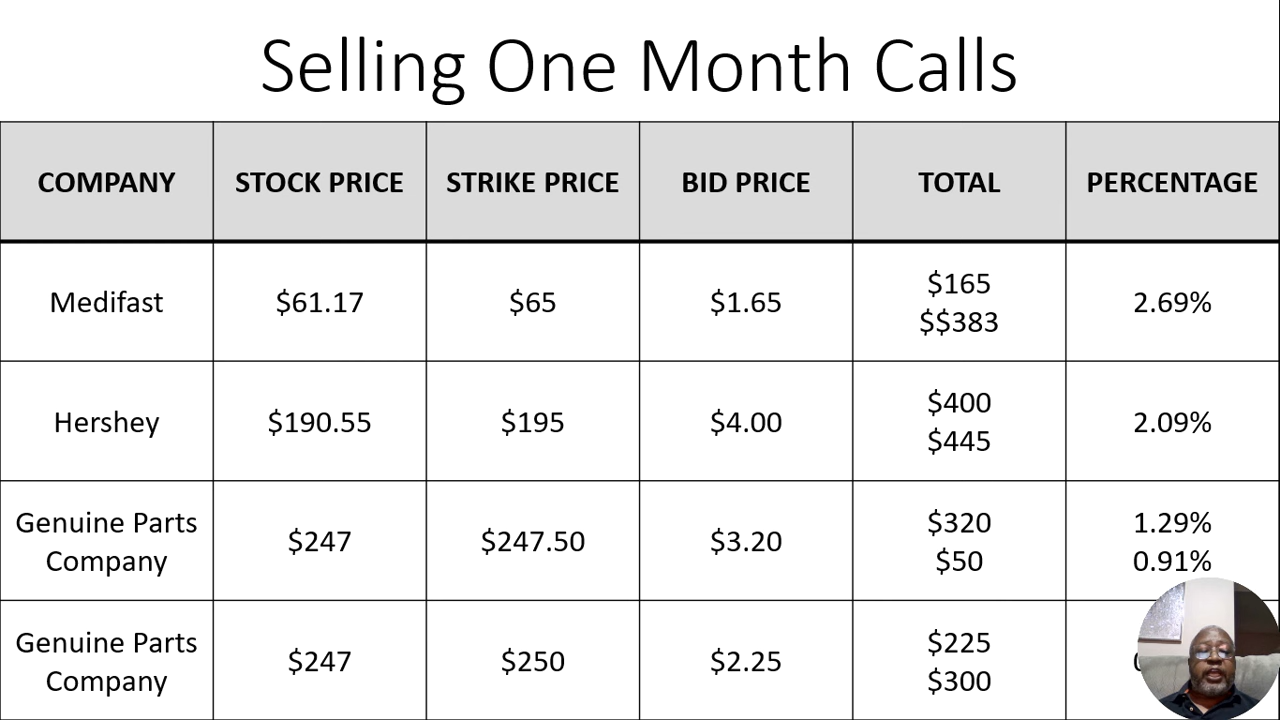 Selling One Month Calls
COMPANY STOCK PRICE STRIKE PRICE BID PRICE TOTAL PERCENTAGE
Medifast $61.17 $65 $1.65 $165 $$383 2.69%
Hershey $190.55 $195 $4.00 $400 $445 2.09%
Genuine Parts Company $247 $247.50 $3.20 $320 $50 1.29% 0.91%
Genuine Parts Company $247 $250 $2.25 $225 $300